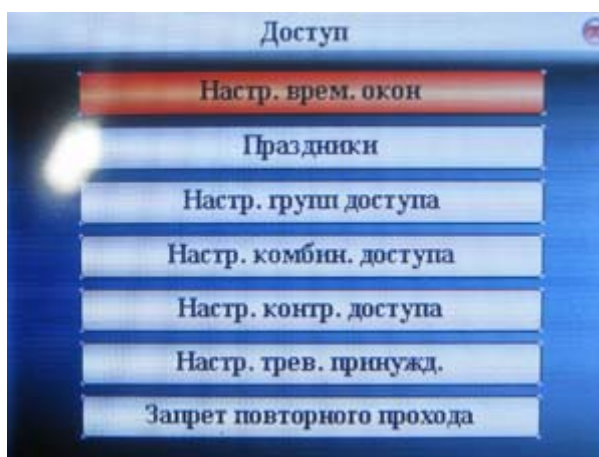 Доступ
Настр. врем. окон
Праздники
Настр. групп доступа
Настр. комбин. доступа
Настр. контр. доступа
Настр. трев. принужд.
Запрет повторного прохода